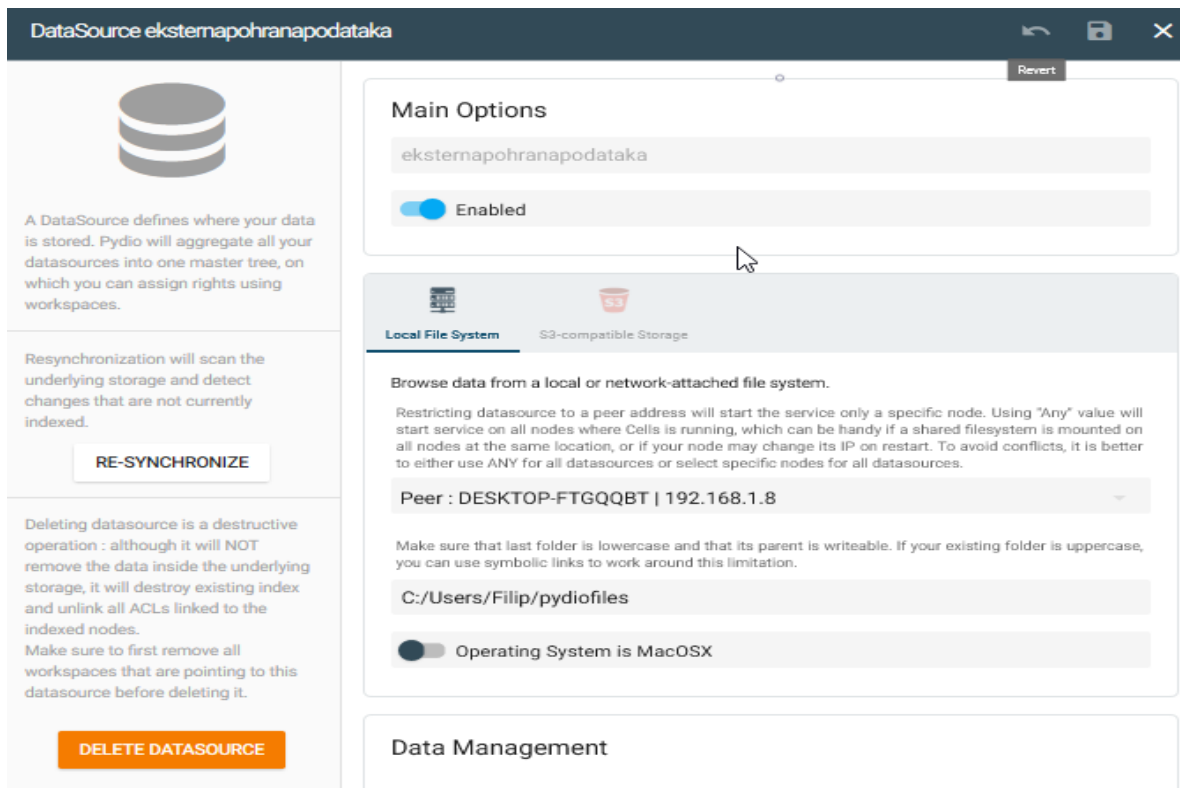 DataSource eksternapohranapodataka
Revert
A DataSource defines where your data
is stored. Pydio will aggregate all your
datasources into one master tree, on
which you can assign rights using
workspaces.
Resynchronization will scan the
underlying storage and detect
changes that are not currently
indexed.
RE-SYNCHRONIZE
Deleting datasource is a destructive
operation : although it will NOT
remove the data inside the underlying
storage, it will destroy existing index
and unlink all ACLs linked to the
indexed nodes.
Make sure to first remove all
workspaces that are pointing to this
datasource before deleting it.
DELETE DATASOURCE
Main Options
eksternapohranapodataka
Enabled
S3
Local File System
S3-compatible Storage
Browse data from a local or network-attached file system.
Restricting datasource to a peer address will start the service only a specific node. Using "Any" value will
start service on all nodes where Cells is running, which can be handy if a shared filesystem is mounted on
all nodes at the same location, or if your node may change its IP on restart. To avoid conflicts, it is better
to either use ANY for all datasources or select specific nodes for all datasources.
Peer : DESKTOP-FTGQQBT | 192.168.1.8
Make sure that last folder is lowercase and that its parent is writeable. If your existing folder is uppercase,
you can use symbolic links to work around this limitation.
C:/Users/Filip/pydiofiles
Operating System is MacOSX
Data Management